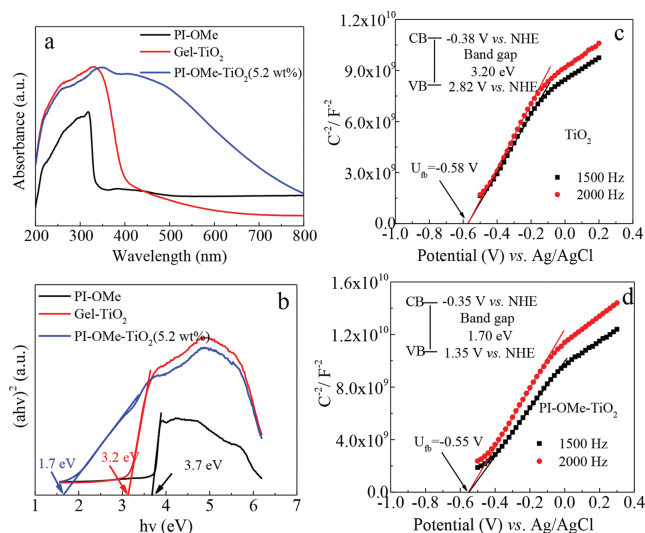 a
PI-OMe
Gel-TiO₂
PI-OMe-TiO₂(5.2 wt%)
Absorbance (a.u.)
200 300 400 500 600 700 800
Wavelength (nm)
b
PI-OMe
Gel-TiO₂
PI-OMe-TiO₂(5.2 wt%)
(ahν)² (a.u.)
1.7 eV
3.2 eV
3.7 eV
1 2 3 4 5 6 7
hν (eV)
c
CB
-0.38 V vs. NHE
Band gap
3.20 eV
VB
2.82 V vs. NHE
TiO₂
U_fb=-0.58 V
1500 Hz
2000 Hz
C⁻²/ F⁻²
1.2x10¹⁰
9.0x10⁹
6.0x10⁹
3.0x10⁹
0.0
-1.0 -0.8 -0.6 -0.4 -0.2 0.0 0.2 0.4
Potential (V) vs. Ag/AgCl
d
CB
-0.35 V vs. NHE
Band gap
1.70 eV
VB
1.35 V vs. NHE
PI-OMe-TiO₂
U_fb=-0.55 V
1500 Hz
2000 Hz
C⁻²/ F⁻²
1.6x10¹⁰
1.2x10¹⁰
8.0x10⁹
4.0x10⁹
0.0
-1.0 -0.8 -0.6 -0.4 -0.2 0.0 0.2 0.4
Potential (V) vs. Ag/AgCl